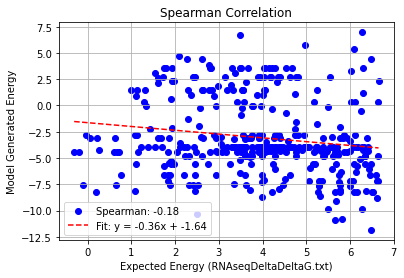 Spearman Correlation
Model Generated Energy
7.5
5.0
2.5
0.0
−2.5
−5.0
−7.5
−10.0
−12.5
Spearman: -0.18
Fit: y = -0.36x + -1.64
0 1 2 3 4 5 6 7
Expected Energy (RNAseqDeltaDeltaG.txt)